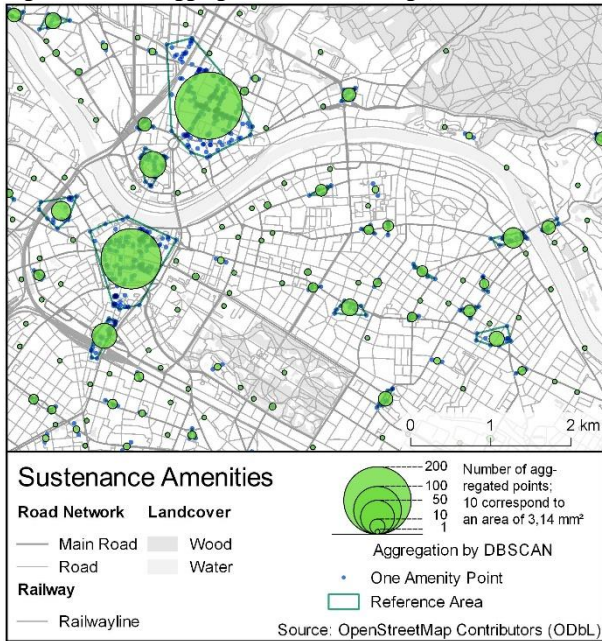 0 1 2 km
Sustenance Amenities
Road Network Landcover
Main Road Wood
Road Water
Railway
Railwayline
200
100
50
10
1
Number of agg-
regated points;
10 correspond to
an area of 3,14 mm²
Aggregation by DBSCAN
One Amenity Point
Reference Area
Source: OpenStreetMap Contributors (ODbL)